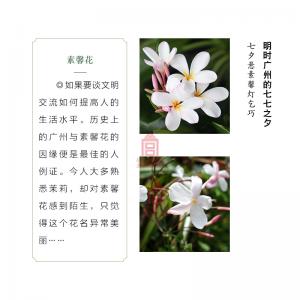 明时广州的七七之夕
七夕悬素馨灯乞巧
素馨花
◎如果要谈文明
交流如何提高人的
生活水平，历史上
的广州与素馨花的
因缘便是最佳的人
例证。今人大多熟
悉茉莉，却对素馨
花感到陌生，只觉
得这个花名异常美
丽……